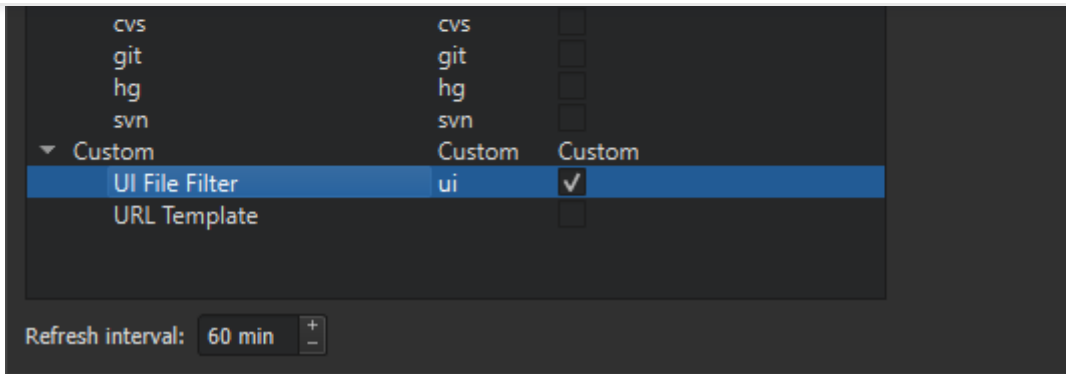 cvs cvs
git git
hg hg
svn svn
Custom Custom Custom
UI File Filter ui
URL Template
Refresh interval: 60 min